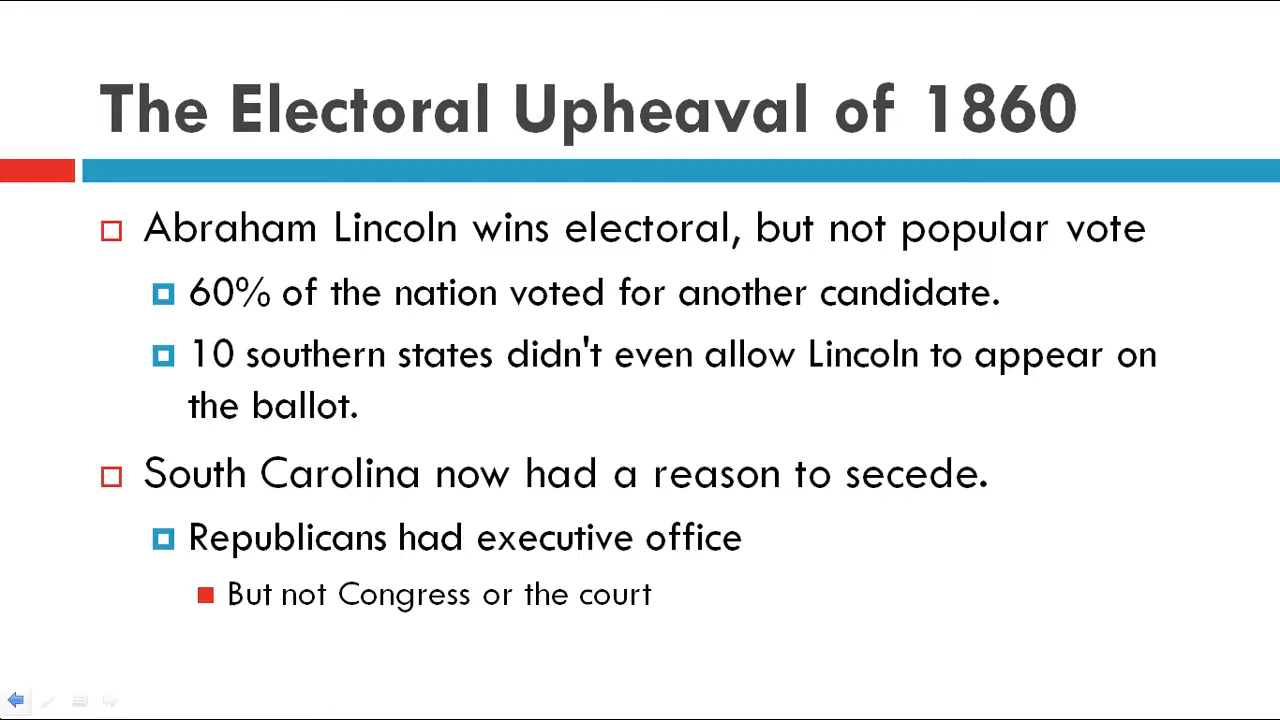 The Electoral Upheaval of 1860
Abraham Lincoln wins electoral, but not popular vote
60% of the nation voted for another candidate.
10 southern states didn't even allow Lincoln to appear on
the ballot.
South Carolina now had a reason to secede.
Republicans had executive office
But not Congress or the court